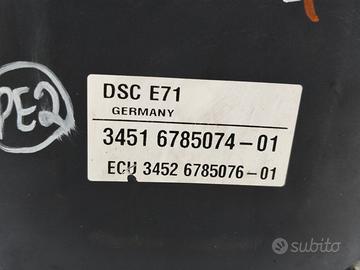 DSC E71
GERMANY
3451 6785074-01
ECU 3452 6785076-01
PE2
subito